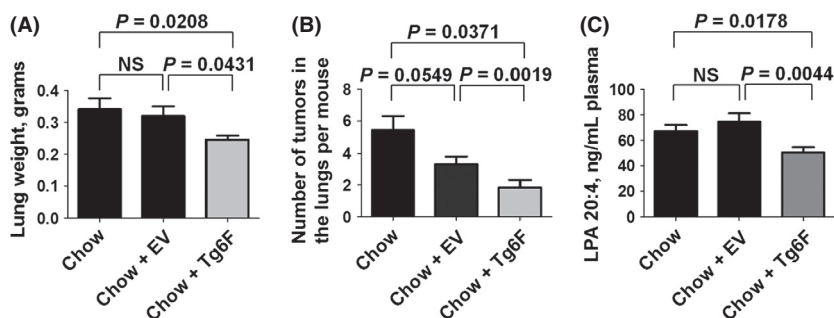 (A)
P = 0.0208
NS
P = 0.0431
Lung weight, grams
0.4
0.3
0.2
0.1
0.0
Chow
Chow + EV
Chow + Tg6F
(B)
P = 0.0371
P = 0.0549
P = 0.0019
Number of tumors in
the lungs per mouse
8
6
4
2
0
Chow
Chow + EV
Chow + Tg6F
(C)
P = 0.0178
NS
P = 0.0044
LPA 20:4, ng/mL plasma
100
80
60
40
20
0
Chow
Chow + EV
Chow + Tg6F